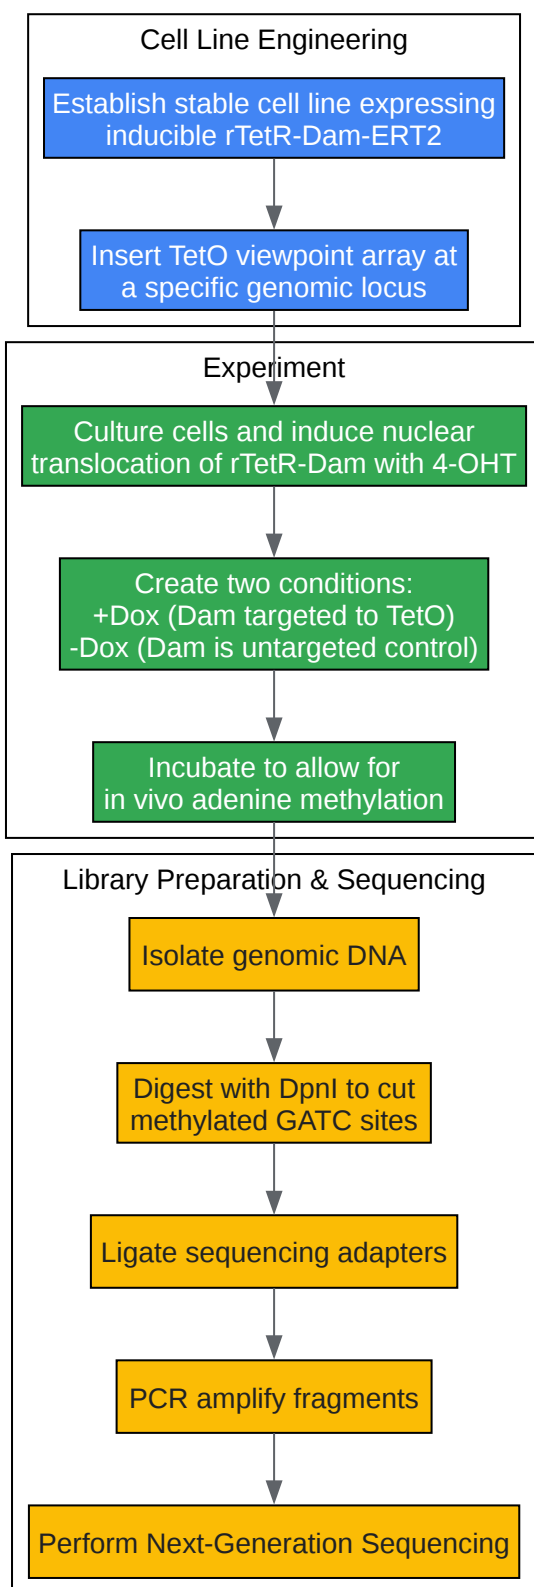 Cell Line Engineering
Establish stable cell line expressing
inducible rTetR-Dam-ERT2
Insert TetO viewpoint array at
a specific genomic locus
Experiment
Culture cells and induce nuclear
translocation of rTetR-Dam with 4-OHT
Create two conditions:
+Dox (Dam targeted to TetO)
-Dox (Dam is untargeted control)
Incubate to allow for
in vivo adenine methylation
Library Preparation & Sequencing
Isolate genomic DNA
Digest with DpnI to cut
methylated GATC sites
Ligate sequencing adapters
PCR amplify fragments
Perform Next-Generation Sequencing